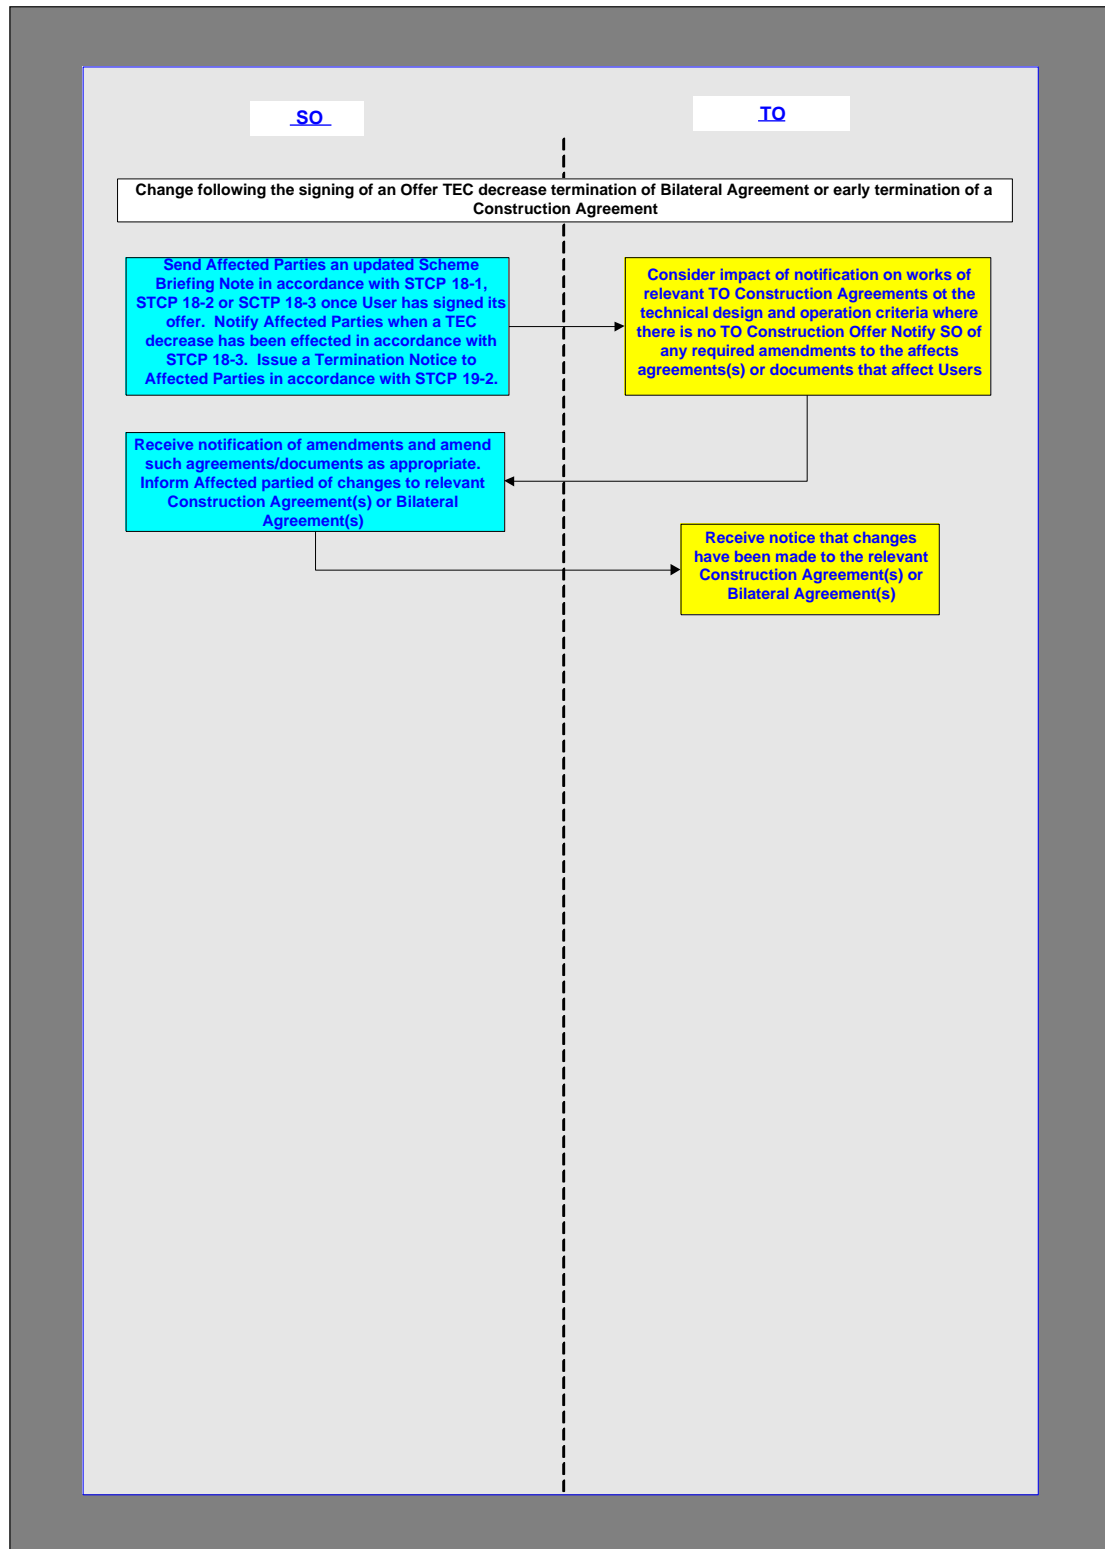 SO
TO
Change following the signing of an Offer TEC decrease termination of Bilateral Agreement or early termination of a
Construction Agreement
Send Affected Parties an updated Scheme
Briefing Note in accordance with STCP 18-1,
STCP 18-2 or SCTP 18-3 once User has signed its
offer.  Notify Affected Parties when a TEC
decrease has been effected in accordance with
STCP 18-3.  Issue a Termination Notice to
Affected Parties in accordance with STCP 19-2.
Consider impact of notification on works of
relevant TO Construction Agreements ot the
technical design and operation criteria where
there is no TO Construction Offer Notify SO of
any required amendments to the affects
agreements(s) or documents that affect Users
Receive notification of amendments and amend
such agreements/documents as appropriate.
Inform Affected partied of changes to relevant
Construction Agreement(s) or Bilateral
Agreement(s)
Receive notice that changes
have been made to the relevant
Construction Agreement(s) or
Bilateral Agreement(s)